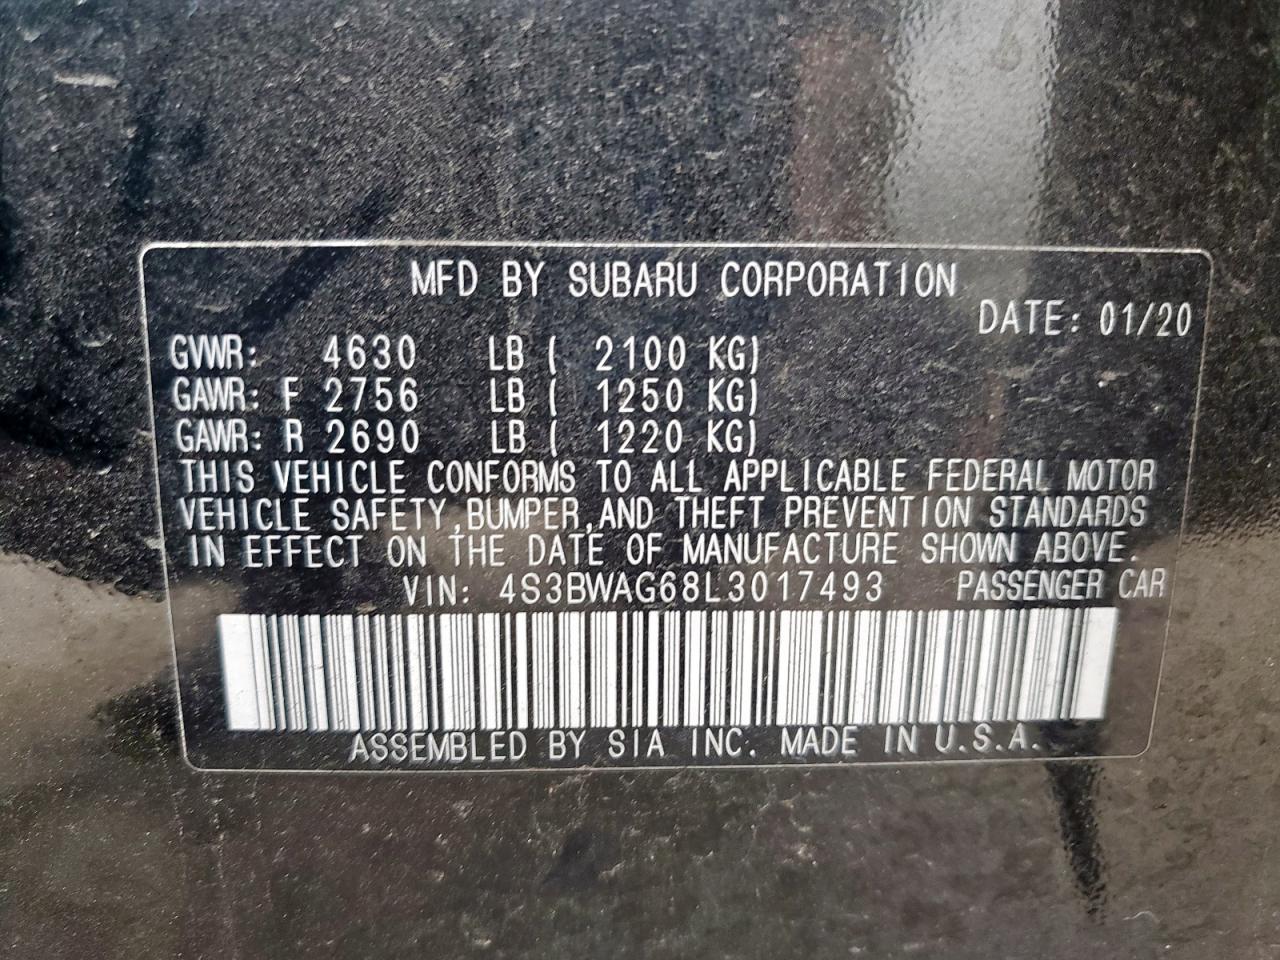 MFD BY SUBARU CORPORATION
DATE: 01/20
GVWR: 4630 LB ( 2100 KG)
GAWR: F 2756 LB ( 1250 KG)
GAWR: R 2690 LB ( 1220 KG)
THIS VEHICLE CONFORMS TO ALL APPLICABLE FEDERAL MOTOR
VEHICLE SAFETY,BUMPER,AND THEFT PREVENTION STANDARDS
IN EFFECT ON THE DATE OF MANUFACTURE SHOWN ABOVE.
VIN: 4S3BWAG68L3017493 PASSENGER CAR
ASSEMBLED BY SIA INC. MADE IN U.S.A.